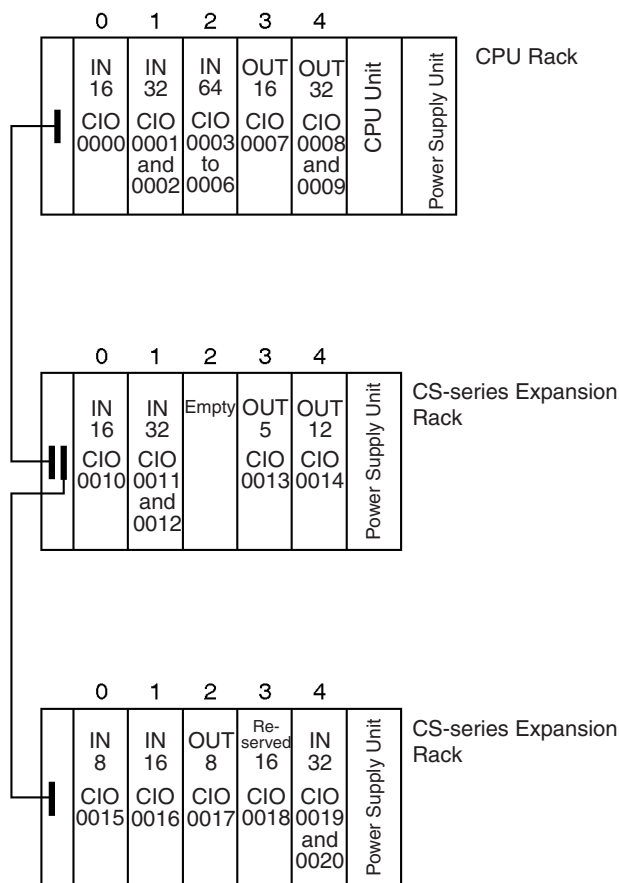 0 1 2 3 4
CPU Rack
IN 16 CIO 0000
IN 32 CIO 0001 and 0002
IN 64 CIO 0003 to 0006
OUT 16 CIO 0007
OUT 32 CIO 0008 and 0009
CPU Unit
Power Supply Unit
0 1 2 3 4
CS-series Expansion
Rack
IN 16 CIO 0010
IN 32 CIO 0011 and 0012
Empty
OUT 5 CIO 0013
OUT 12 CIO 0014
Power Supply Unit
0 1 2 3 4
CS-series Expansion
Rack
IN 8 CIO 0015
IN 16 CIO 0016
OUT 8 CIO 0017
Re-served 16 CIO 0018
IN 32 CIO 0019 and 0020
Power Supply Unit